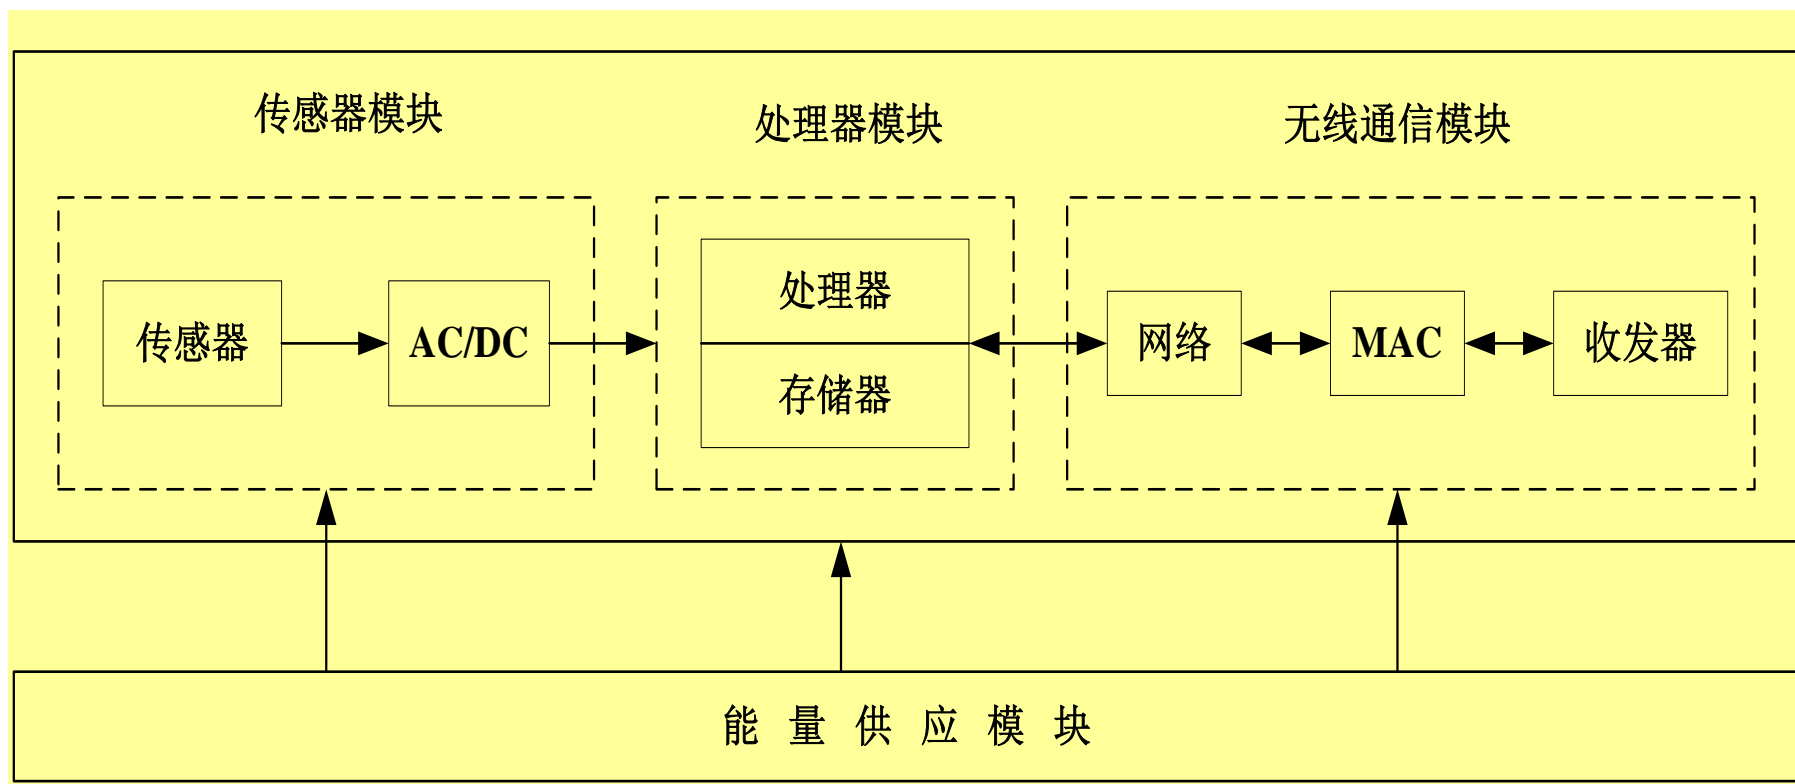 传感器模块
处理器模块
无线通信模块
传感器
AC/DC
处理器
存储器
网络
MAC
收发器
能量供应模块